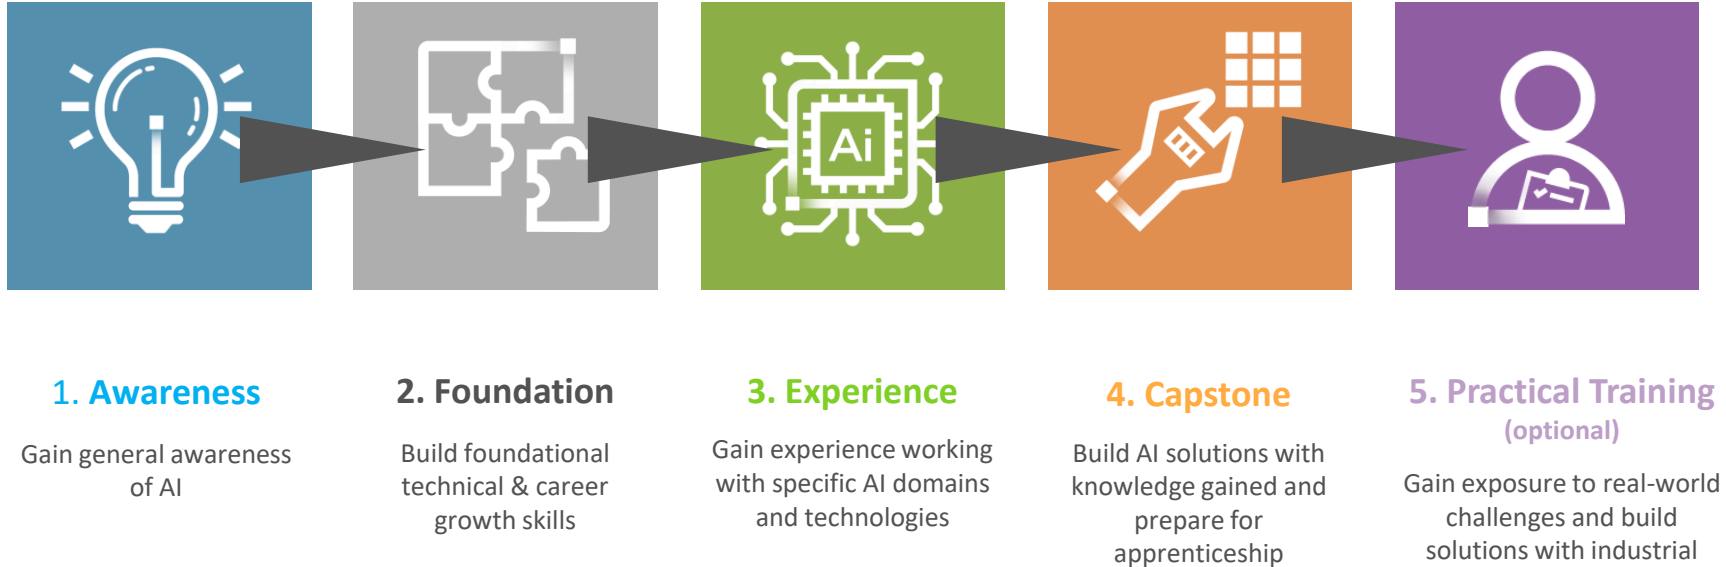 Ai
1. Awareness
Gain general awareness
of AI
2. Foundation
Build foundational
technical & career
growth skills
3. Experience
Gain experience working
with specific AI domains
and technologies
4. Capstone
Build AI solutions with
knowledge gained and
prepare for
apprenticeship
5. Practical Training
(optional)
Gain exposure to real-world
challenges and build
solutions with industrial